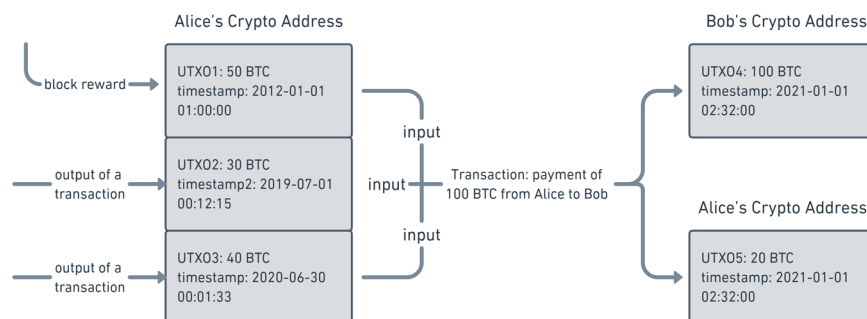 Alice's Crypto Address
block reward
UTXO1: 50 BTC
timestamp: 2012-01-01
01:00:00
output of a
transaction
UTXO2: 30 BTC
timestamp2: 2019-07-01
00:12:15
output of a
transaction
UTXO3: 40 BTC
timestamp: 2020-06-30
00:01:33
input
input
input
Transaction: payment of
100 BTC from Alice to Bob
Bob's Crypto Address
UTXO4: 100 BTC
timestamp: 2021-01-01
02:32:00
Alice's Crypto Address
UTXO5: 20 BTC
timestamp: 2021-01-01
02:32:00